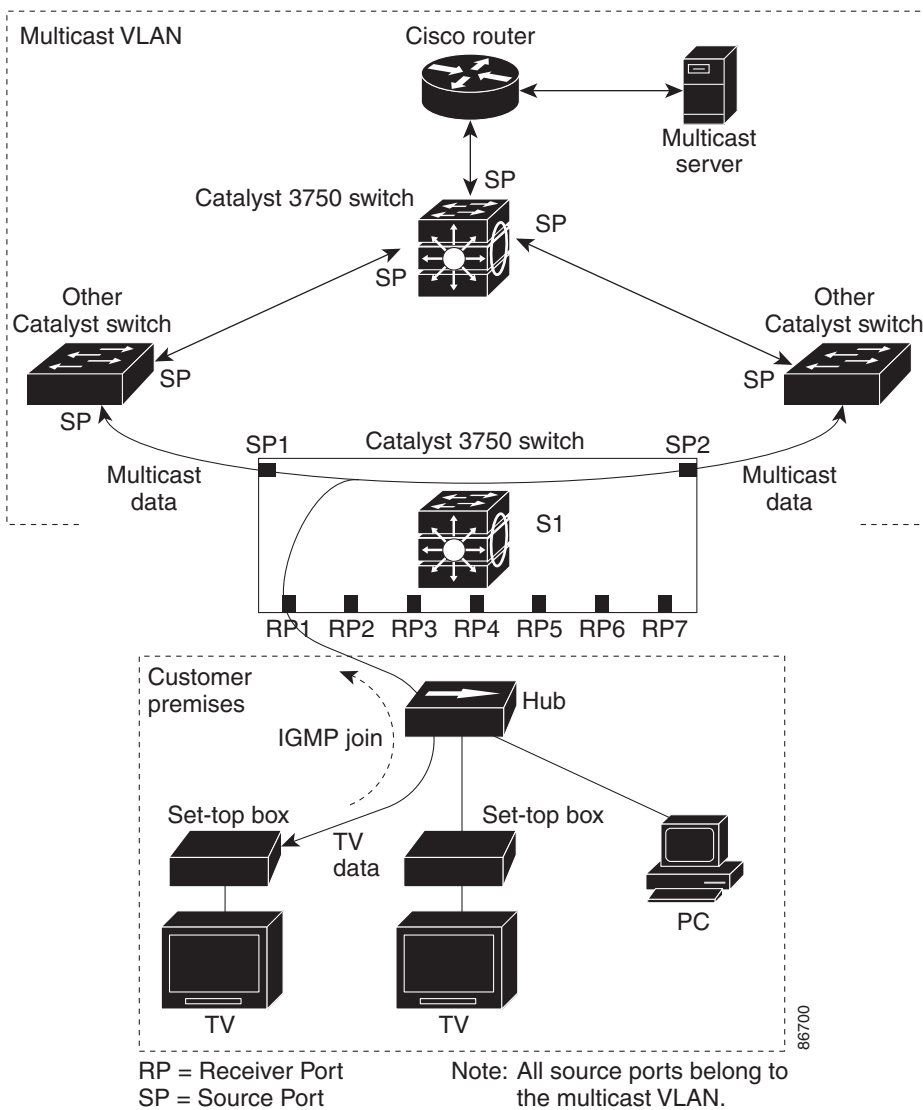 Multicast VLAN
Cisco router
Multicast
server
SP
Catalyst 3750 switch
SP
SP
Other
Catalyst switch
Other
Catalyst switch
SP
SP
SP
SP1
Catalyst 3750 switch
SP2
Multicast
data
Multicast
data
S1
RP1
RP2
RP3
RP4
RP5
RP6
RP7
Customer
premises
Hub
IGMP join
Set-top box
TV
data
Set-top box
PC
TV
TV
86700
RP = Receiver Port
SP = Source Port
Note: All source ports belong to
the multicast VLAN.